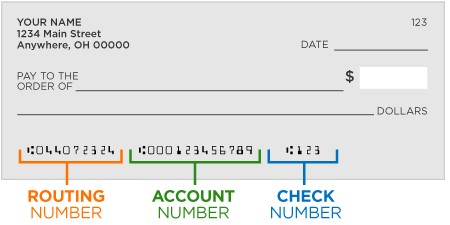 YOUR NAME 123
1234 Main Street
Anywhere, OH 00000
DATE
PAY TO THE
ORDER OF $
DOLLARS
⑆044072324 ⑆000123456789 ⑆123
ROUTING NUMBER
ACCOUNT NUMBER
CHECK NUMBER